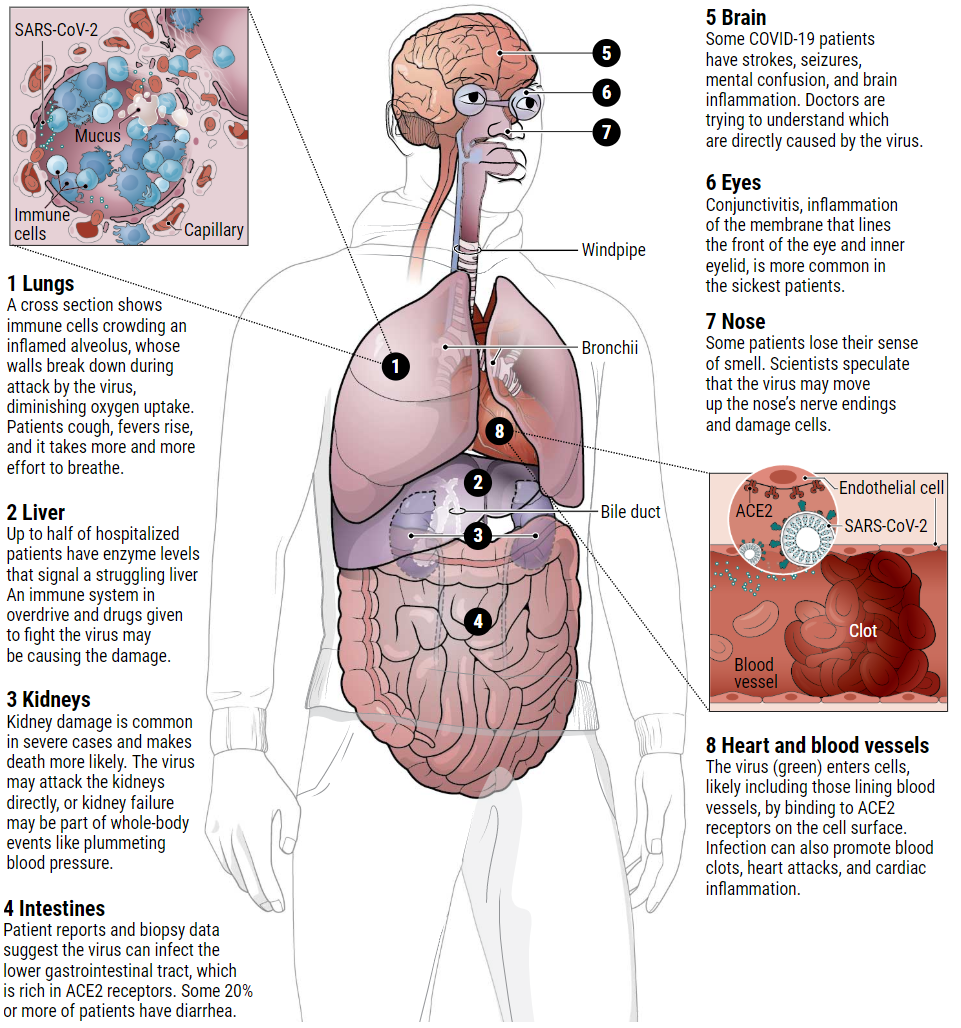 SARS-CoV-2
Mucus
Immune
cells
Capillary
1 Lungs
A cross section shows
immune cells crowding an
inflamed alveolus, whose
walls break down during
attack by the virus,
diminishing oxygen uptake.
Patients cough, fevers rise,
and it takes more and more
effort to breathe.
2 Liver
Up to half of hospitalized
patients have enzyme levels
that signal a struggling liver
An immune system in
overdrive and drugs given
to fight the virus may
be causing the damage.
3 Kidneys
Kidney damage is common
in severe cases and makes
death more likely. The virus
may attack the kidneys
directly, or kidney failure
may be part of whole-body
events like plummeting
blood pressure.
4 Intestines
Patient reports and biopsy data
suggest the virus can infect the
lower gastrointestinal tract, which
is rich in ACE2 receptors. Some 20%
or more of patients have diarrhea.
5
6
7
Windpipe
Bronchii
1
8
2
Bile duct
3
4
5 Brain
Some COVID-19 patients
have strokes, seizures,
mental confusion, and brain
inflammation. Doctors are
trying to understand which
are directly caused by the virus.
6 Eyes
Conjunctivitis, inflammation
of the membrane that lines
the front of the eye and inner
eyelid, is more common in
the sickest patients.
7 Nose
Some patients lose their sense
of smell. Scientists speculate
that the virus may move
up the nose's nerve endings
and damage cells.
Endothelial cell
ACE2
SARS-CoV-2
Clot
Blood
vessel
8 Heart and blood vessels
The virus (green) enters cells,
likely including those lining blood
vessels, by binding to ACE2
receptors on the cell surface.
Infection can also promote blood
clots, heart attacks, and cardiac
inflammation.